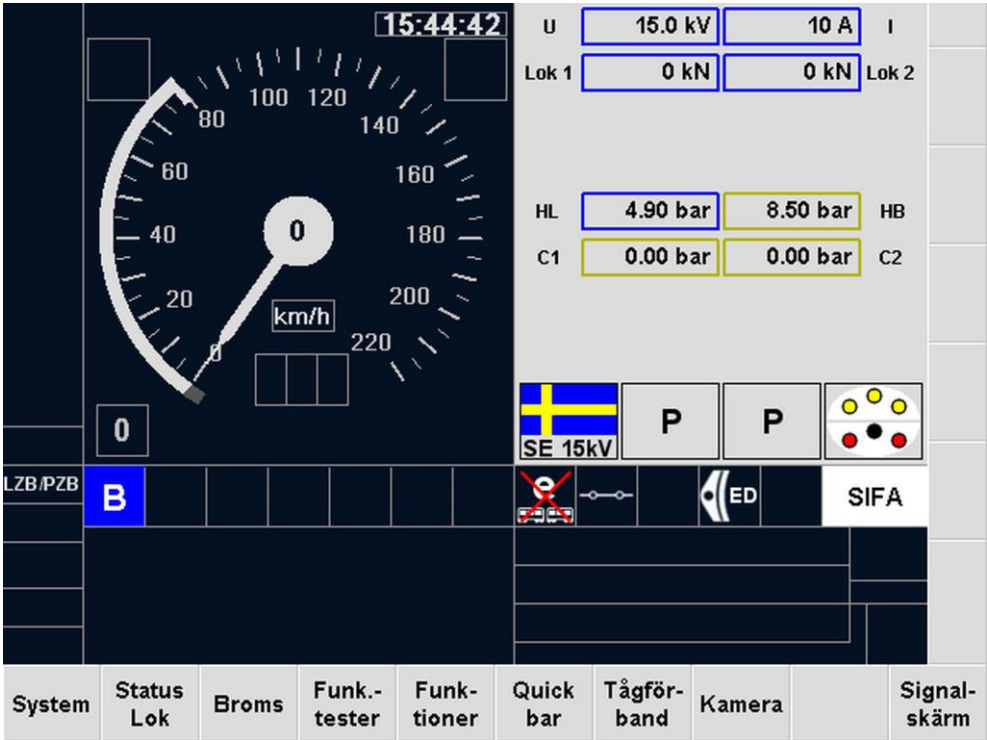 15:44:42
U 15.0 kV 10 A I
Lok 1 0 kN 0 kN Lok 2
100 120
80 140
60 160
HL 4.90 bar 8.50 bar HB
40 0 180
C1 0.00 bar 0.00 bar C2
20 200
km/h
0 220
0
SE 15kV
P P
LZB/PZB
B
e
ED
SIFA
System
Status
Lok
Broms
Funk.-
tester
Funk-
tioner
Quick
bar
Tågför-
band
Kamera
Signal-
skärm